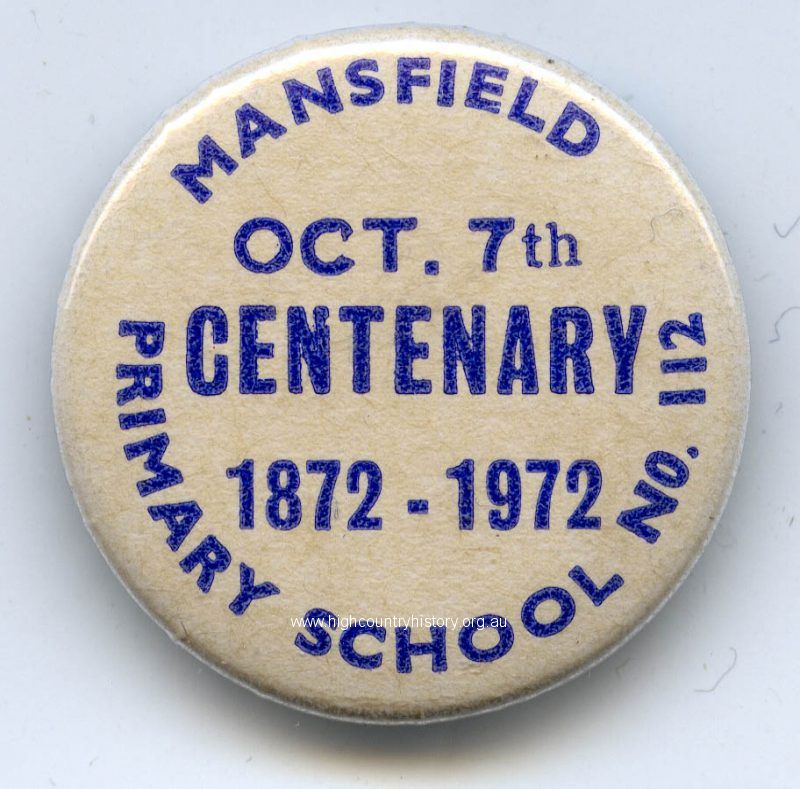 MANSFIELD
OCT. 7th
CENTENARY
1872 - 1972
PRIMARY SCHOOL No. 112
www.highcountryhistory.org.au